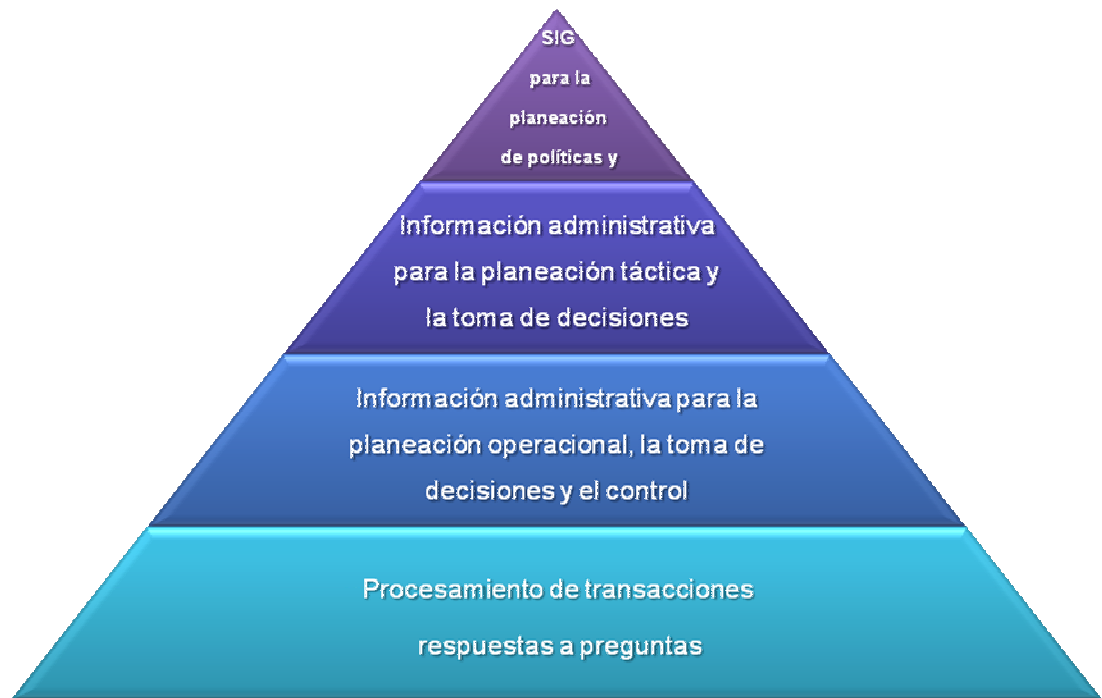 SIG
para la
planeación
de políticas y
Información administrativa
para la planeación táctica y
la toma de decisiones
Información administrativa para la
planeación operacional, la toma de
decisiones y el control
Procesamiento de transacciones
respuestas a preguntas